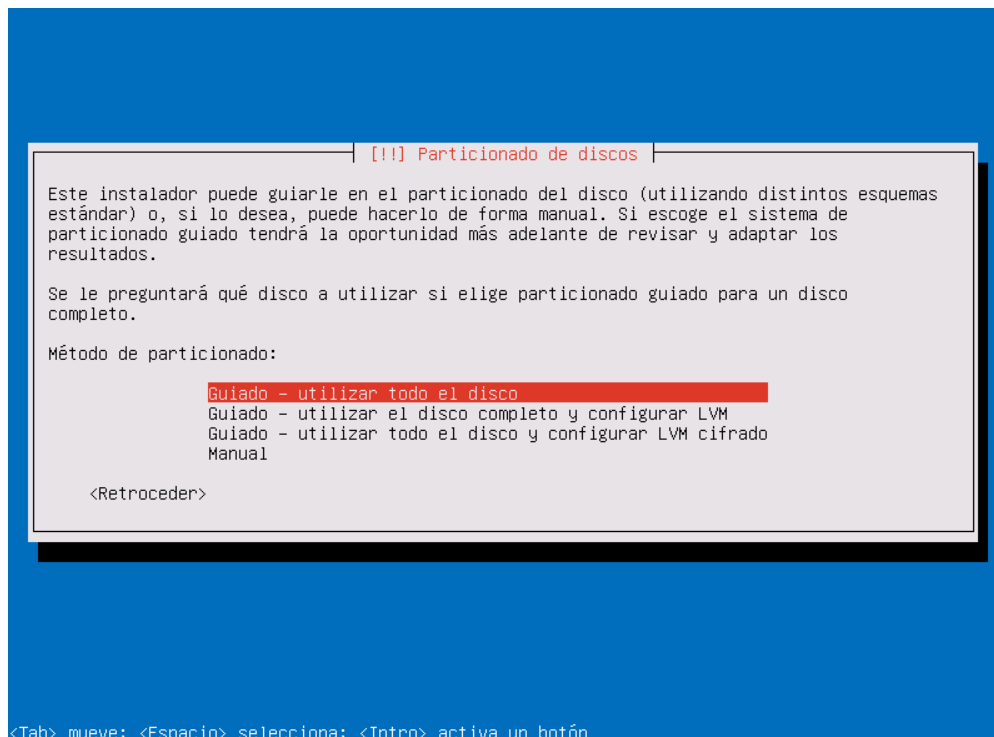 [!!] Particionado de discos
Este instalador puede guiarle en el particionado del disco (utilizando distintos esquemas
estándar) o, si lo desea, puede hacerlo de forma manual. Si escoge el sistema de
particionado guiado tendrá la oportunidad más adelante de revisar y adaptar los
resultados.
Se le preguntará qué disco a utilizar si elige particionado guiado para un disco
completo.
Método de particionado:
Guiado – utilizar todo el disco
Guiado – utilizar el disco completo y configurar LVM
Guiado – utilizar todo el disco y configurar LVM cifrado
Manual
<Retroceder>
<Tab> mueve; <Espacio> selecciona; <Intro> activa un botón